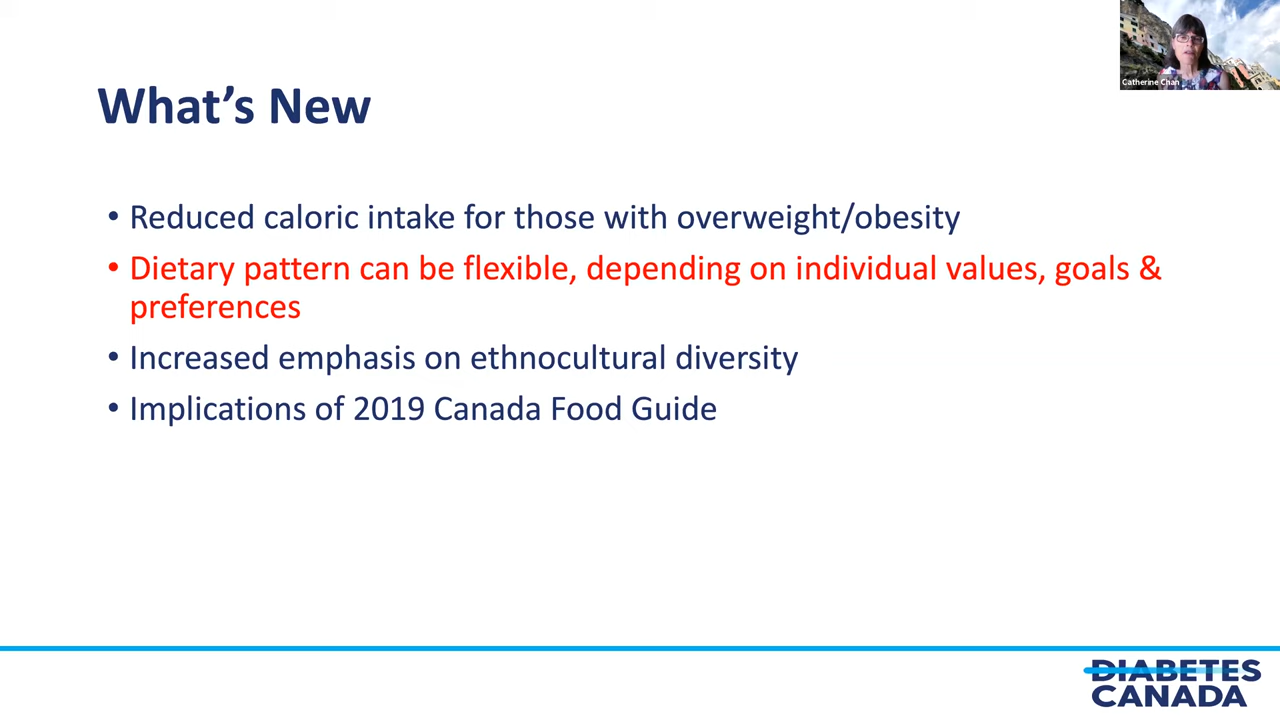 Catherine Chan
What's New
• Reduced caloric intake for those with overweight/obesity
• Dietary pattern can be flexible, depending on individual values, goals &
preferences
• Increased emphasis on ethnocultural diversity
• Implications of 2019 Canada Food Guide
DIABETES
CANADA